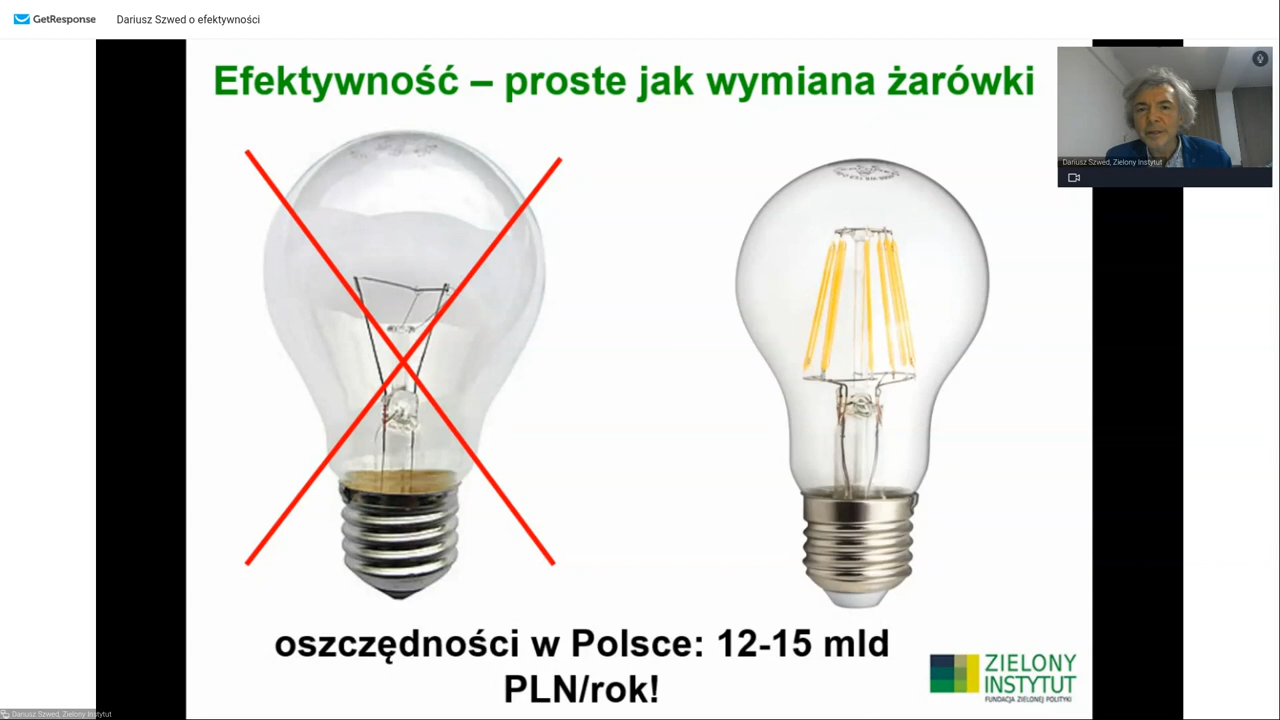 GetResponse
Dariusz Szwed o efektywności
Efektywność – proste jak wymiana żarówki
Dariusz Szwed, Zielony Instytut
oszczędności w Polsce: 12-15 mld
PLN/rok!
ZIELONY
INSTYTUT
FUNDACJA ZIELONEJ POLITYKI
Dariusz Szwed, Zielony Instytut